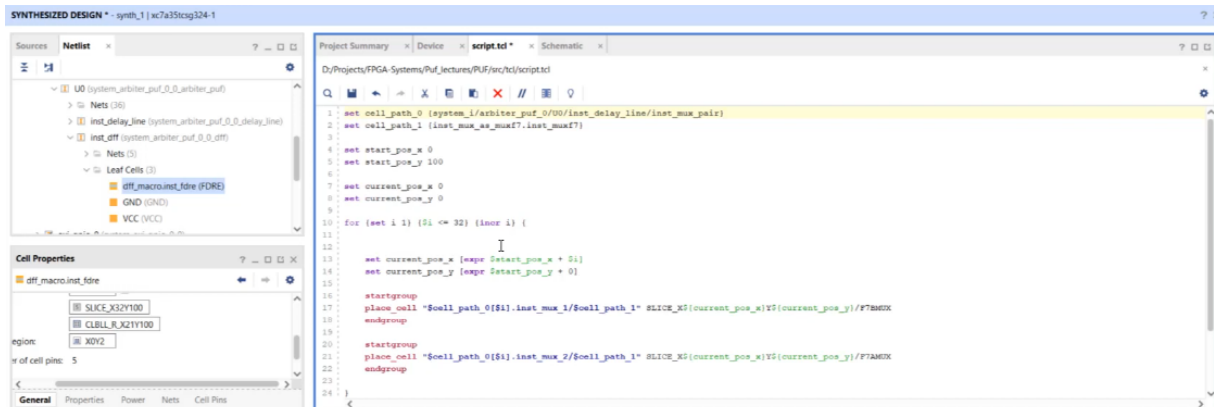 SYNTHESIZED DESIGN * - synth_1 | xc7a35tcsg324-1
?
Sources Netlist × ? _
U0 (system_arbiter_puf_0_0_arbiter_puf)
Nets (36)
inst_delay_line (system_arbiter_puf_0_0_delay_line)
inst_dff (system_arbiter_puf_0_0_dff)
Nets (5)
Leaf Cells (3)
dff_macro.inst_fdre (FDRE)
GND (GND)
VCC (VCC)
Cell Properties ? _ ×
dff_macro.inst_fdre
SLICE_X32Y100
CLBLL_R_X21Y100
egion: X0Y2
er of cell pins: 5
General Properties Power Nets Cell Pins
Project Summary × Device × script.tcl * × Schematic × ?
D:/Projects/FPGA-Systems/Puf_lectures/PUF/src/tcl/script.tcl ×
1 set cell_path_0 {system_i/arbiter_puf_0/U0/inst_delay_line/inst_mux_pair}
2 set cell_path_1 {inst_mux_as_muxf7.inst_muxf7}
3
4 set start_pos_x 0
5 set start_pos_y 100
6
7 set current_pos_x 0
8 set current_pos_y 0
9
10 for {set i 1} {$i <= 32} {incr i} {
11
12
13 set current_pos_x [expr $start_pos_x + $i]
14 set current_pos_y [expr $start_pos_y + 0]
15
16 startgroup
17 place_cell "$cell_path_0[$i].inst_mux_1/$cell_path_1" SLICE_X${current_pos_x}Y${current_pos_y}/F7BMUX
18 endgroup
19
20 startgroup
21 place_cell "$cell_path_0[$i].inst_mux_2/$cell_path_1" SLICE_X${current_pos_x}Y${current_pos_y}/F7AMUX
22 endgroup
23
24 }